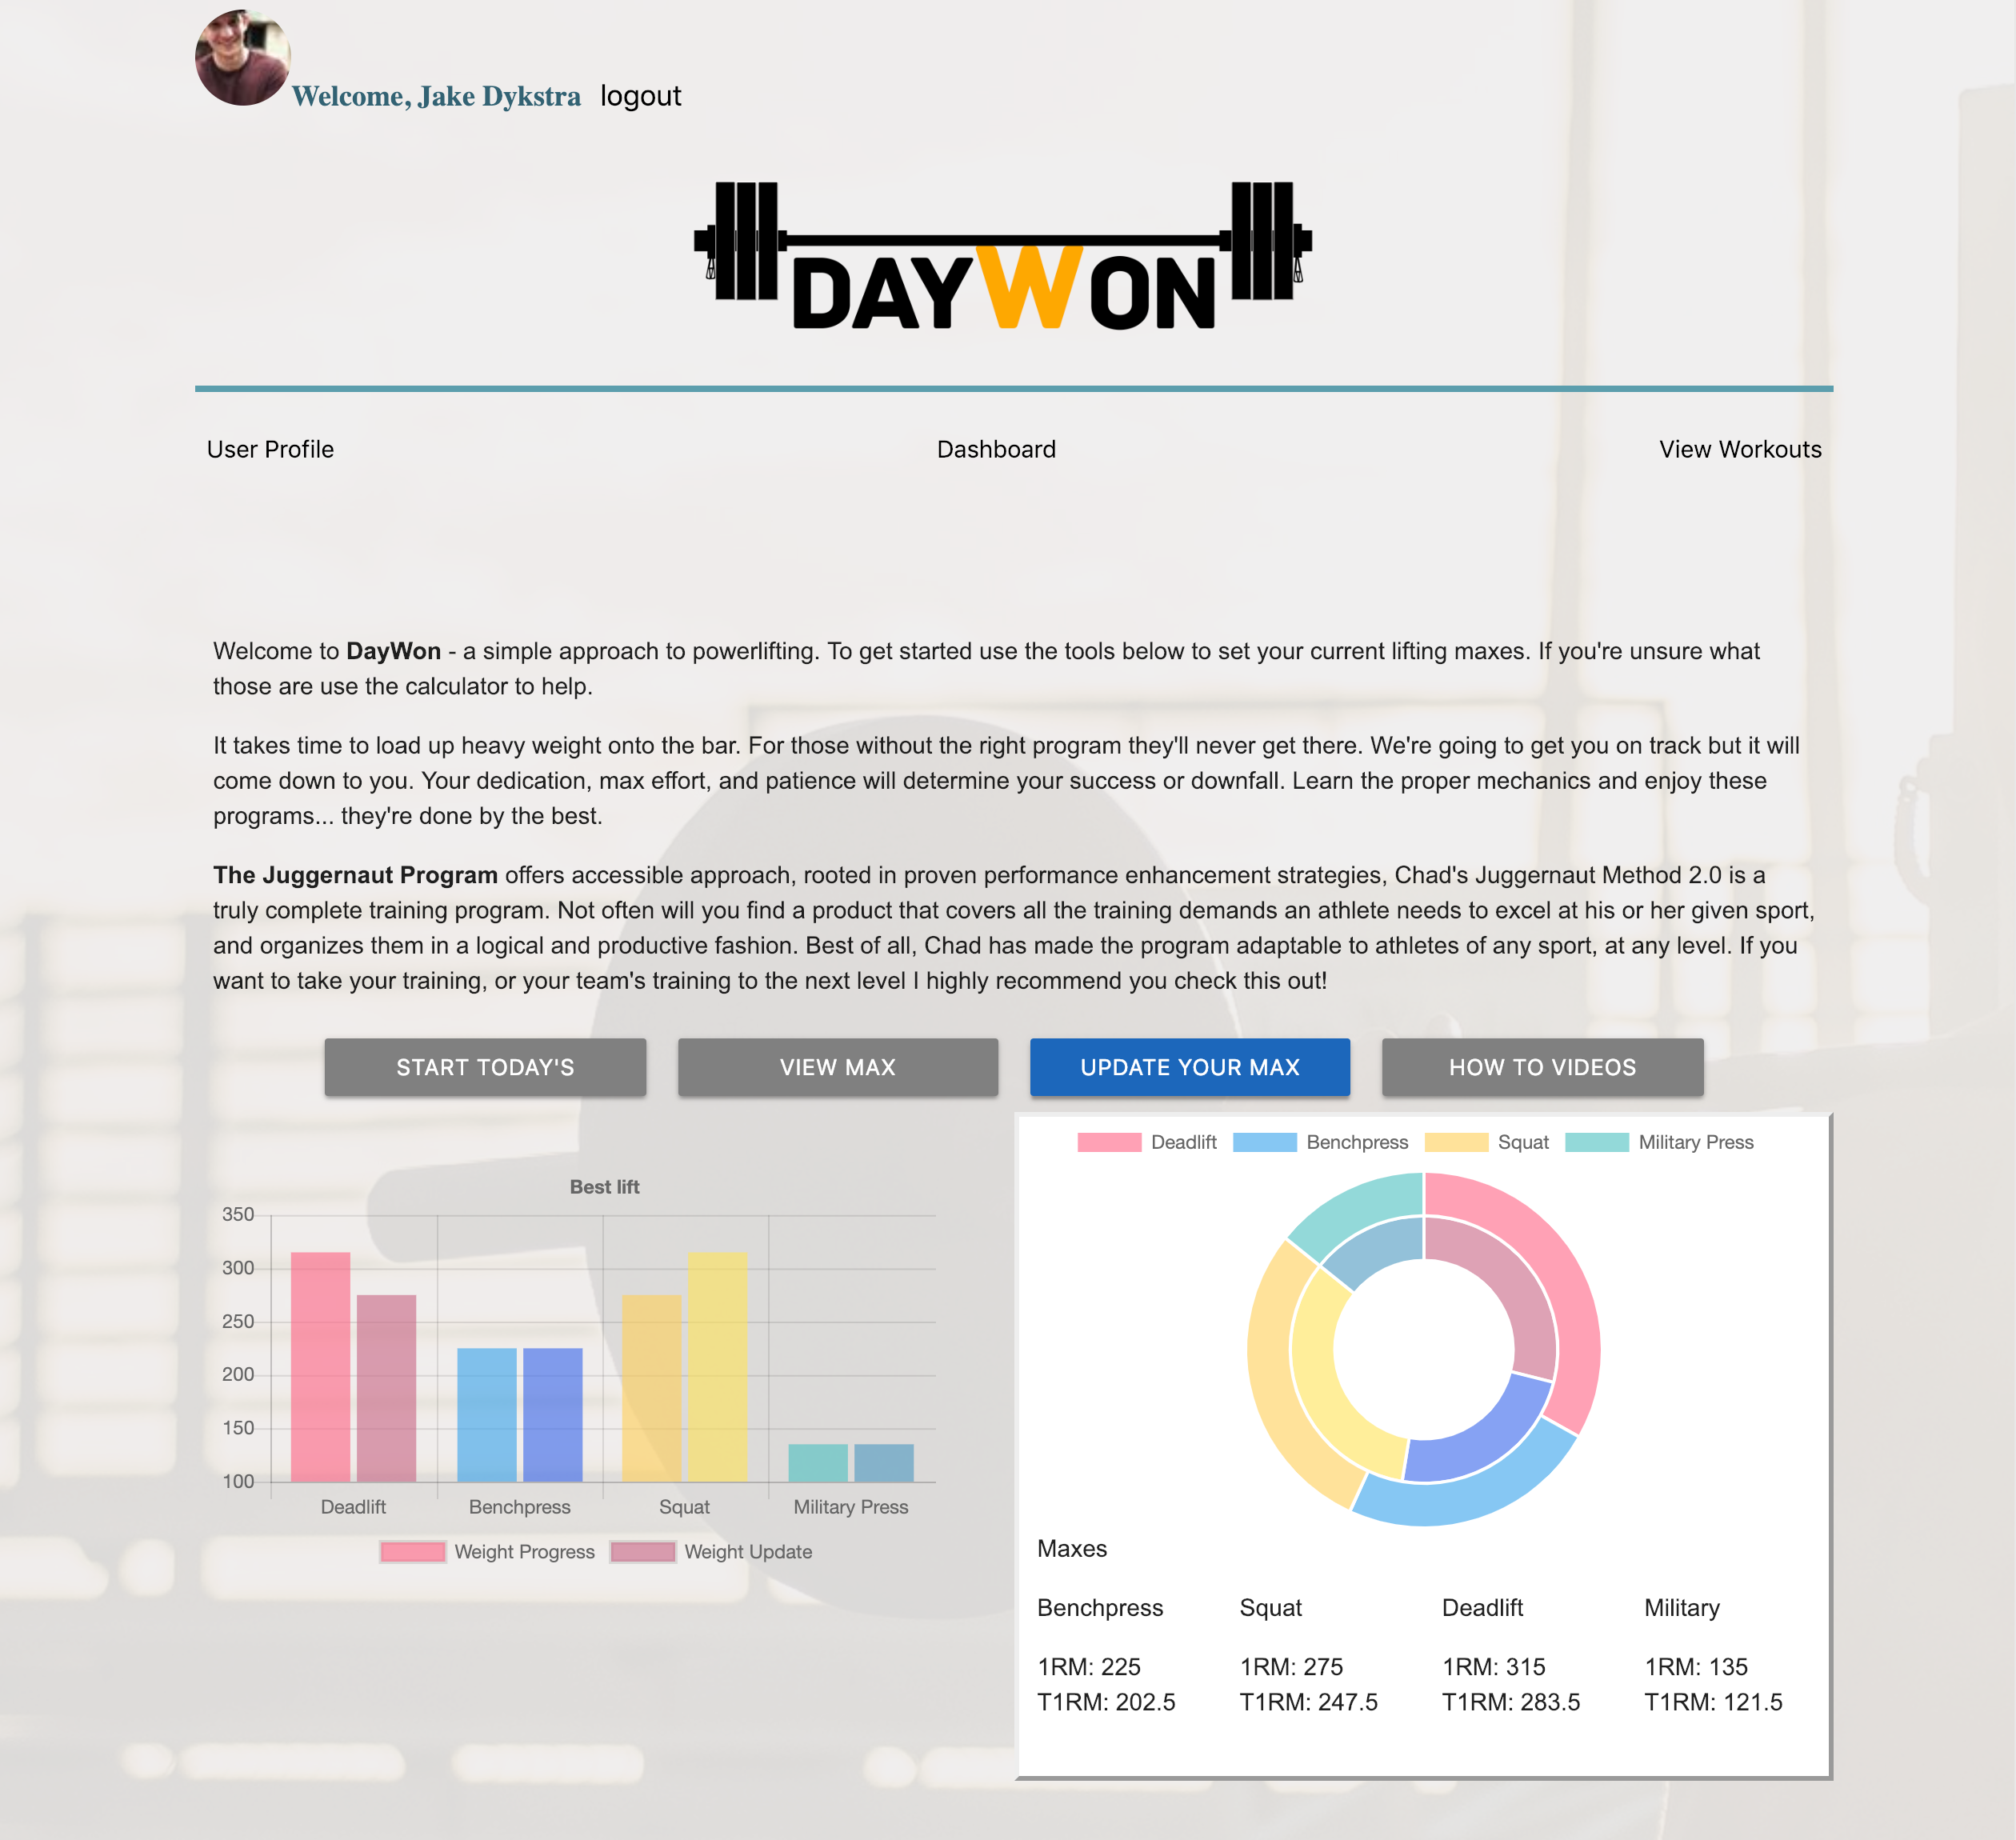 Welcome, Jake Dykstra logout
DAYWON
User Profile Dashboard View Workouts
Welcome to DayWon - a simple approach to powerlifting. To get started use the tools below to set your current lifting maxes. If you're unsure what
those are use the calculator to help.
It takes time to load up heavy weight onto the bar. For those without the right program they'll never get there. We're going to get you on track but it will
come down to you. Your dedication, max effort, and patience will determine your success or downfall. Learn the proper mechanics and enjoy these
programs... they're done by the best.
The Juggernaut Program offers accessible approach, rooted in proven performance enhancement strategies, Chad's Juggernaut Method 2.0 is a
truly complete training program. Not often will you find a product that covers all the training demands an athlete needs to excel at his or her given sport,
and organizes them in a logical and productive fashion. Best of all, Chad has made the program adaptable to athletes of any sport, at any level. If you
want to take your training, or your team's training to the next level I highly recommend you check this out!
START TODAY'S VIEW MAX UPDATE YOUR MAX HOW TO VIDEOS
Best lift
350
300
250
200
150
100
Deadlift Benchpress Squat Military Press
Weight Progress Weight Update
Deadlift Benchpress Squat Military Press
Maxes
Benchpress Squat Deadlift Military
1RM: 225 1RM: 275 1RM: 315 1RM: 135
T1RM: 202.5 T1RM: 247.5 T1RM: 283.5 T1RM: 121.5